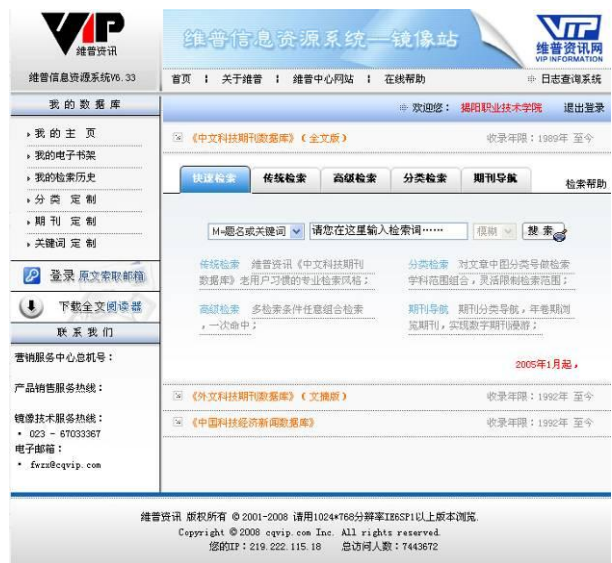 VIP
维普资讯
维普信息资源系统—镜像站
VIP
维普资讯网
VIP INFORMATION
维普信息资源系统V6.33
首页 ： 关于维普 ： 维普中心网站 ： 在线帮助
日志查询系统
我的数据库
欢迎您： 揭阳职业技术学院 退出登录
我的主 页
我的电子书架
我的检索历史
分 类 定 制
期 刊 定 制
关键词 定 制
登录 原文索取邮箱
下载全文阅读器
《中文科技期刊数据库》（全文版）
收录年限：1989年 至今
快速检索 传统检索 高级检索 分类检索 期刊导航 检索帮助
M=题名或关键词 请您在这里输入检索词…… 模糊 搜 索
传统检索 维普资讯《中文科技期刊
数据库》老用户习惯的专业检索风格；
分类检索 对文章中图分类号做检索
学科范围组合，灵活限制检索范围；
高级检索 多检索条件任意组合检索
，一次命中；
期刊导航 期刊分类导航，年卷期浏
览期刊，实现数字期刊漫游；
2005年1月起，
《外文科技期刊数据库》（文摘版）
收录年限：1992年 至今
《中国科技经济新闻数据库》
收录年限：1992年 至今
联 系 我 们
营销服务中心总机号：
产品销售服务热线：
镜像技术服务热线：
• 023 - 67033367
电子邮箱：
• fwzx@cqvip.com
维普资讯 版权所有 © 2001-2008 请用1024*768分辩率IE6SP1以上版本浏览.
Copyright © 2008 cqvip.com Inc. All rights reserved.
您的IP：219.222.115.18 总访问人数：7443672